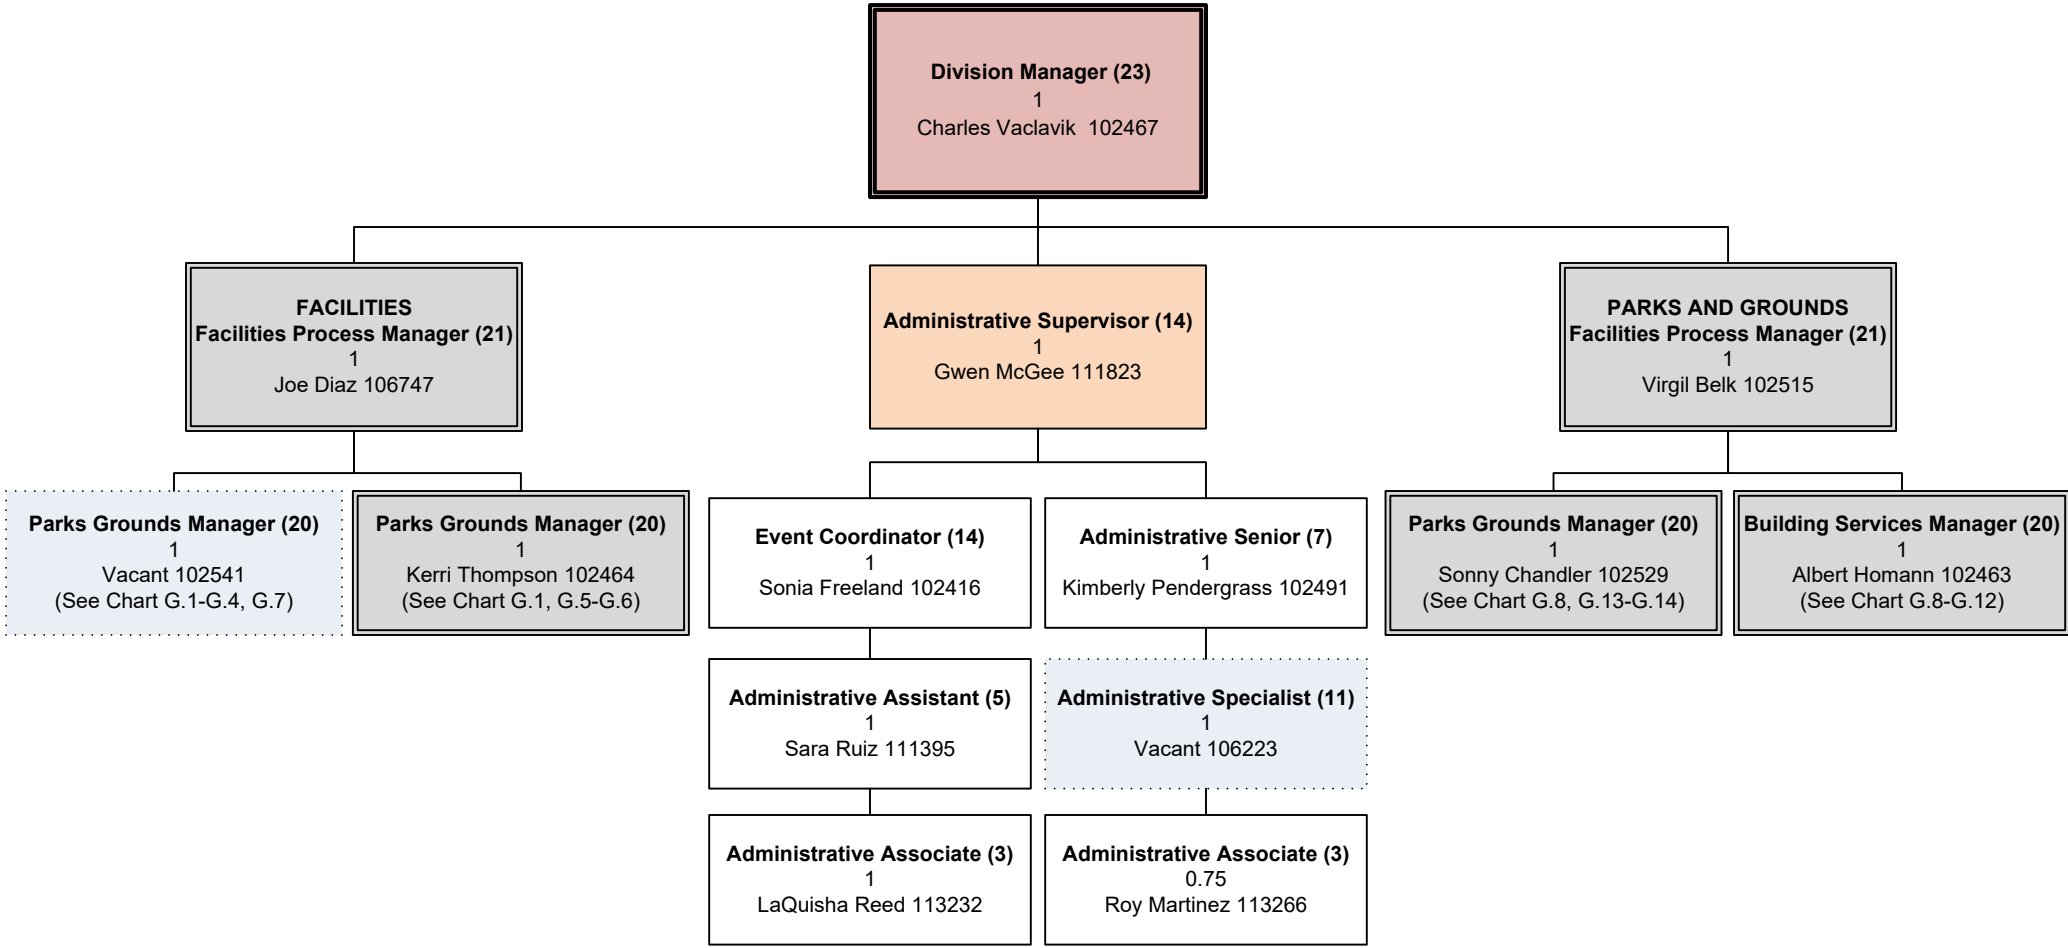 Division Manager (23)
1
Charles Vaclavik 102467
FACILITIES
Facilities Process Manager (21)
1
Joe Diaz 106747
Administrative Supervisor (14)
1
Gwen McGee 111823
PARKS AND GROUNDS
Facilities Process Manager (21)
1
Virgil Belk 102515
Parks Grounds Manager (20)
1
Vacant 102541
(See Chart G.1-G.4, G.7)
Parks Grounds Manager (20)
1
Kerri Thompson 102464
(See Chart G.1, G.5-G.6)
Event Coordinator (14)
1
Sonia Freeland 102416
Administrative Senior (7)
1
Kimberly Pendergrass 102491
Parks Grounds Manager (20)
1
Sonny Chandler 102529
(See Chart G.8, G.13-G.14)
Building Services Manager (20)
1
Albert Homann 102463
(See Chart G.8-G.12)
Administrative Assistant (5)
1
Sara Ruiz 111395
Administrative Specialist (11)
1
Vacant 106223
Administrative Associate (3)
1
LaQuisha Reed 113232
Administrative Associate (3)
0.75
Roy Martinez 113266